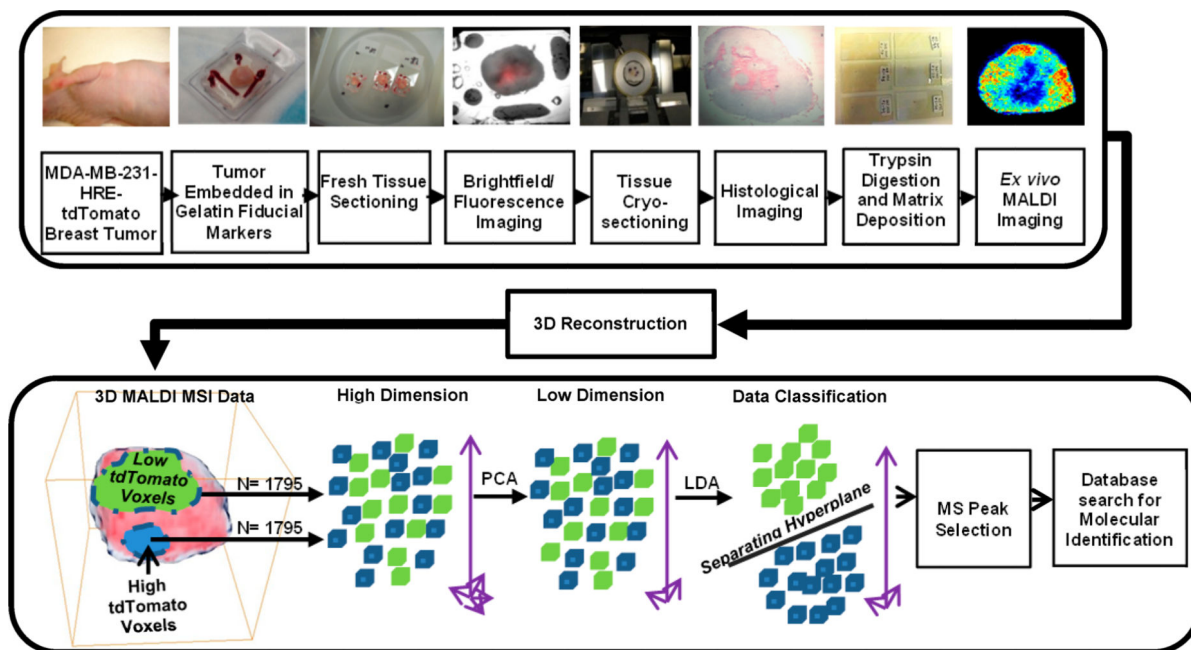 MDA-MB-231-
HRE-
tdTomato
Breast Tumor
Tumor
Embedded in
Gelatin Fiducial
Markers
Fresh Tissue
Sectioning
Brightfield/
Fluorescence
Imaging
Tissue
Cryo-
sectioning
Histological
Imaging
Trypsin
Digestion
and Matrix
Deposition
Ex vivo
MALDI
Imaging
3D Reconstruction
3D MALDI MSI Data
High Dimension
Low Dimension
Data Classification
Low
tdTomato
Voxels
N= 1795
N= 1795
High
tdTomato
Voxels
PCA
LDA
Separating Hyperplane
MS Peak
Selection
Database
search for
Molecular
Identification